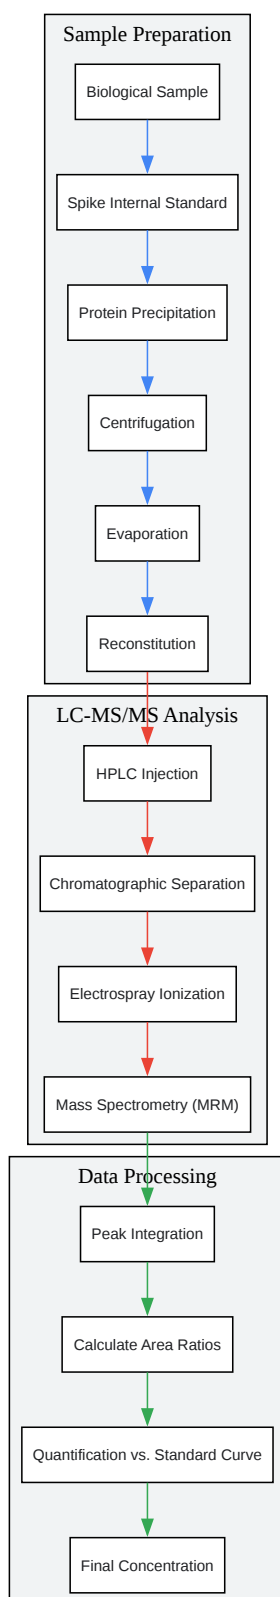 Sample Preparation
Biological Sample
Spike Internal Standard
Protein Precipitation
Centrifugation
Evaporation
Reconstitution
LC-MS/MS Analysis
HPLC Injection
Chromatographic Separation
Electrospray Ionization
Mass Spectrometry (MRM)
Data Processing
Peak Integration
Calculate Area Ratios
Quantification vs. Standard Curve
Final Concentration